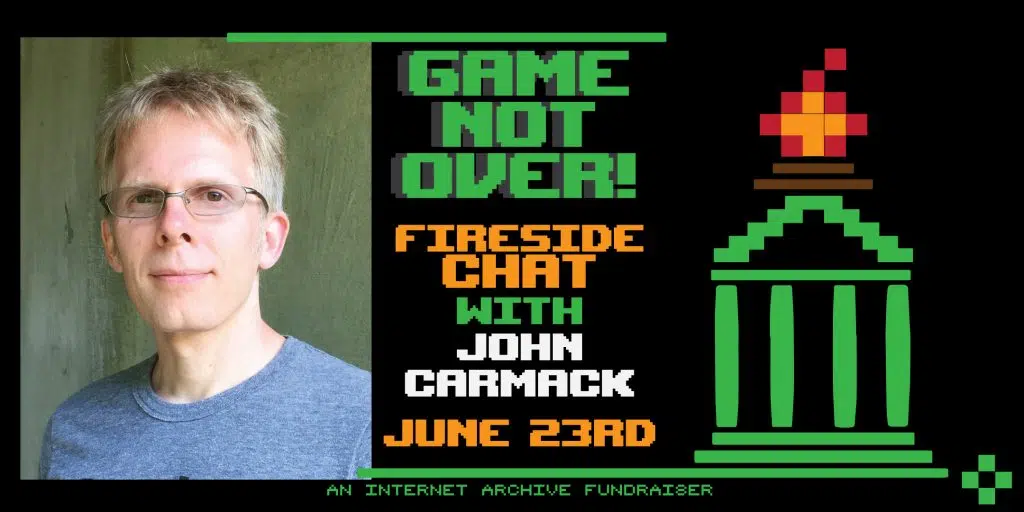 GAME
NOT
OVER!
FIRESIDE
CHAT
WITH
JOHN
CARMACK
JUNE 23RD
AN INTERNET ARCHIVE FUNDRAISER